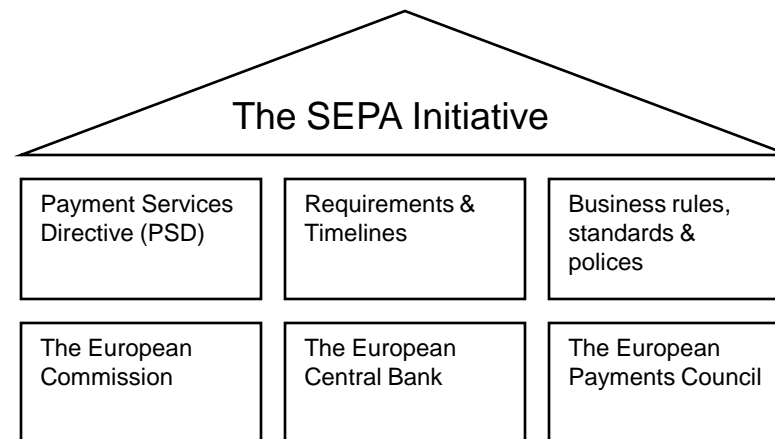 The SEPA Initiative
Payment Services
Directive (PSD)
Requirements &
Timelines
Business rules,
standards &
polices
The European
Commission
The European
Central Bank
The European
Payments Council